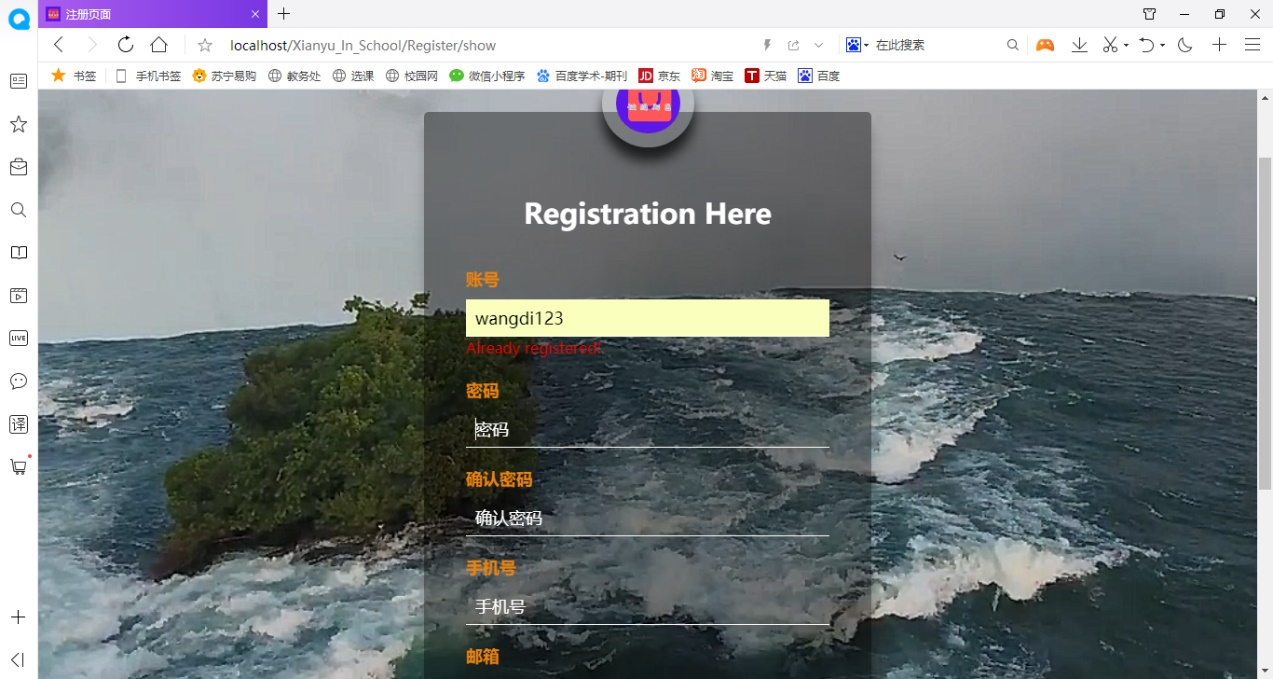 注册页面
localhost/Xianyu_In_School/Register/show
在此搜索
书签 手机书签 苏宁易购 教务处 选课 校园网 微信小程序 百度学术-期刊 JD 京东 淘 淘宝 T 天猫 百度
LIVE
译
Registration Here
账号
wangdi123
Already registered!
密码
密码
确认密码
确认密码
手机号
手机号
邮箱